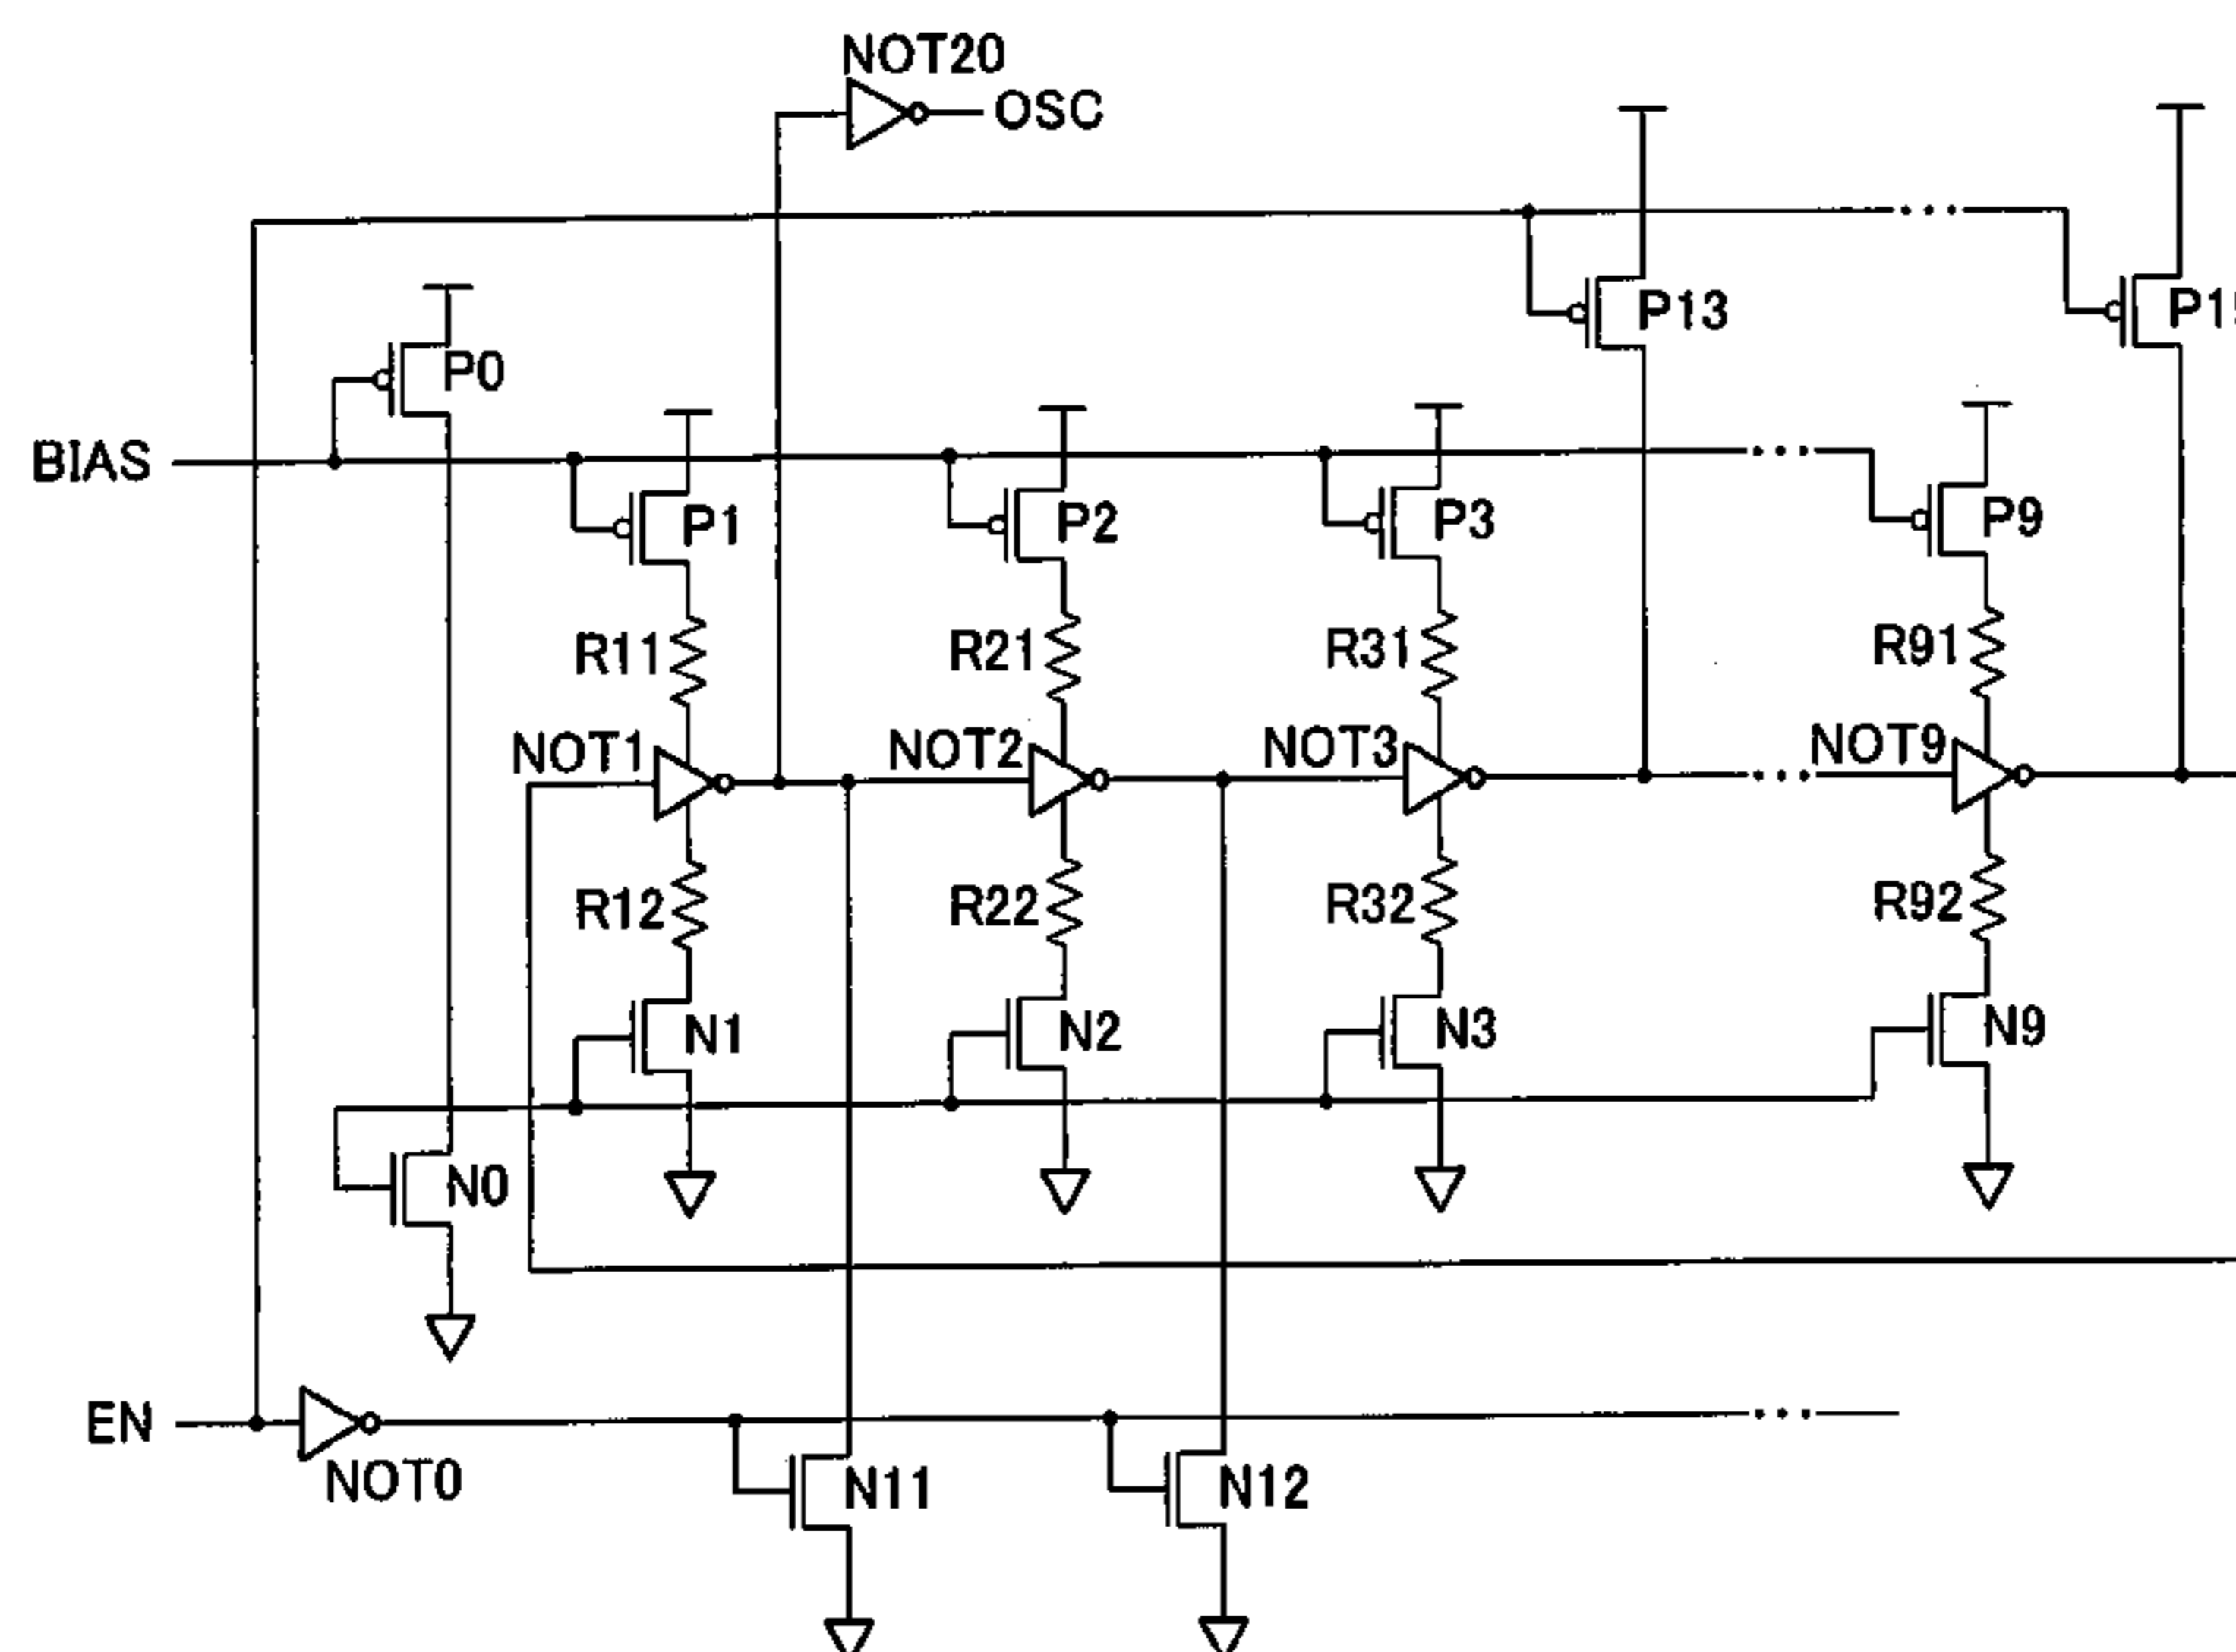 NOT20
OSC
P13
P0
BIAS
P1
P2
P3
P9
R11
R21
R31
R91
NOT1
NOT2
NOT3
NOT9
R12
R22
R32
R92
N1
N2
N3
N9
N0
EN
NOT0
N11
N12